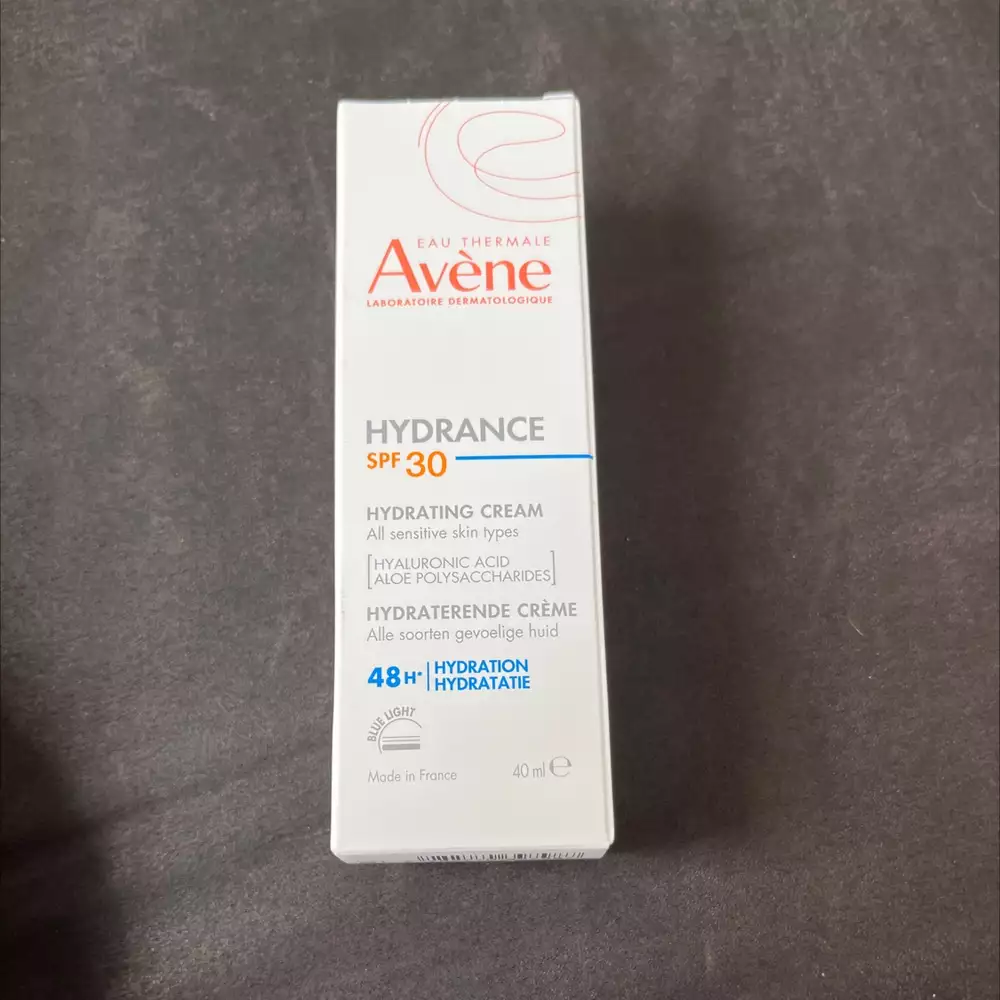 EAU THERMALE
Avène
LABORATOIRE DERMATOLOGIQUE
HYDRANCE
SPF 30
HYDRATING CREAM
All sensitive skin types
[HYALURONIC ACID
ALOE POLYSACCHARIDES]
HYDRATERENDE CRÈME
Alle soorten gevoelige huid
48H* | HYDRATION
HYDRATATIE
BLUE LIGHT
Made in France 40 ml ℮